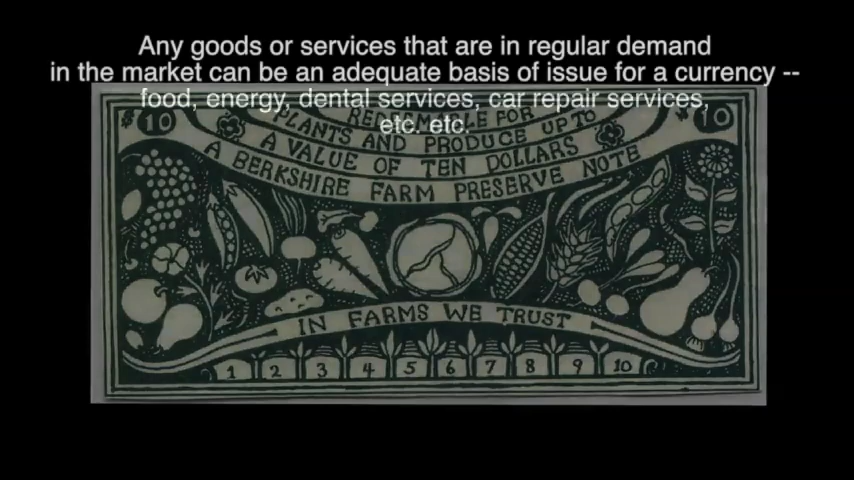 Any goods or services that are in regular demand
in the market can be an adequate basis of issue for a currency --
food, energy, dental services, car repair services,
etc. etc.
REDEEMABLE FOR
$10 PLANTS AND PRODUCE UP TO 10
A VALUE OF TEN DOLLARS
A BERKSHIRE FARM PRESERVE NOTE
IN FARMS WE TRUST
1 2 3 4 5 6 7 8 9 10